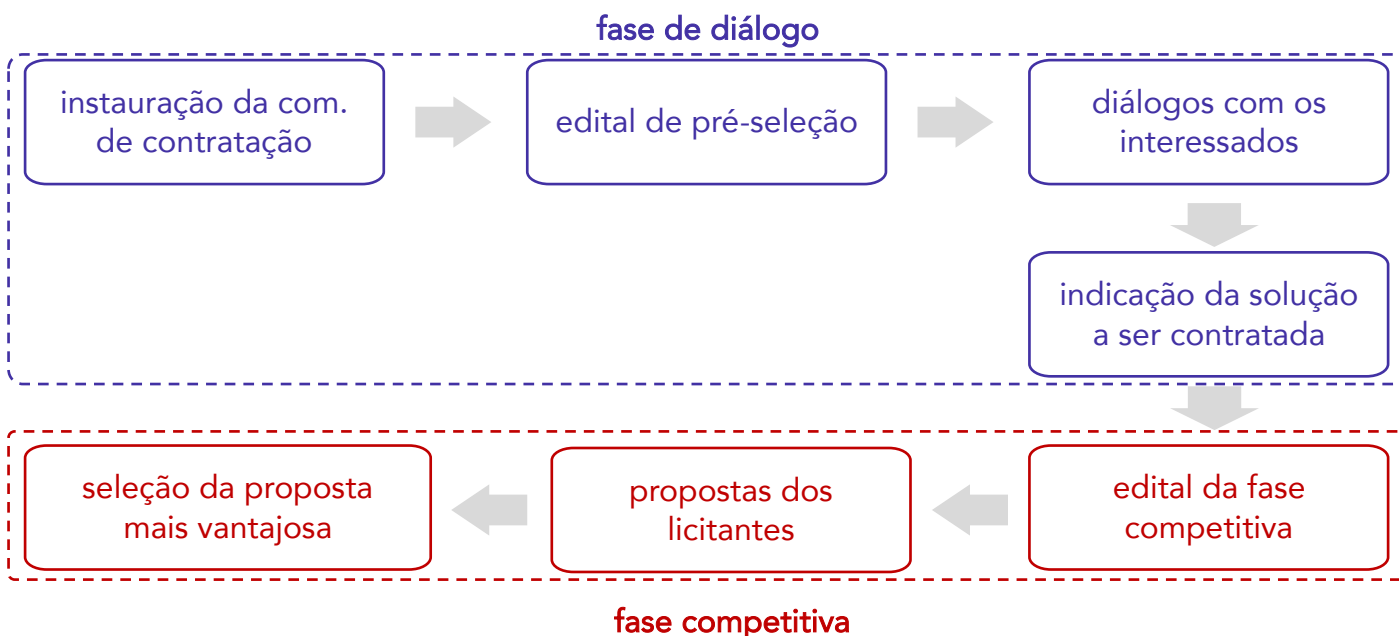 fase de diálogo
instauração da com.
de contratação
edital de pré-seleção
diálogos com os
interessados
indicação da solução
a ser contratada
edital da fase
competitiva
propostas dos
licitantes
seleção da proposta
mais vantajosa
fase competitiva